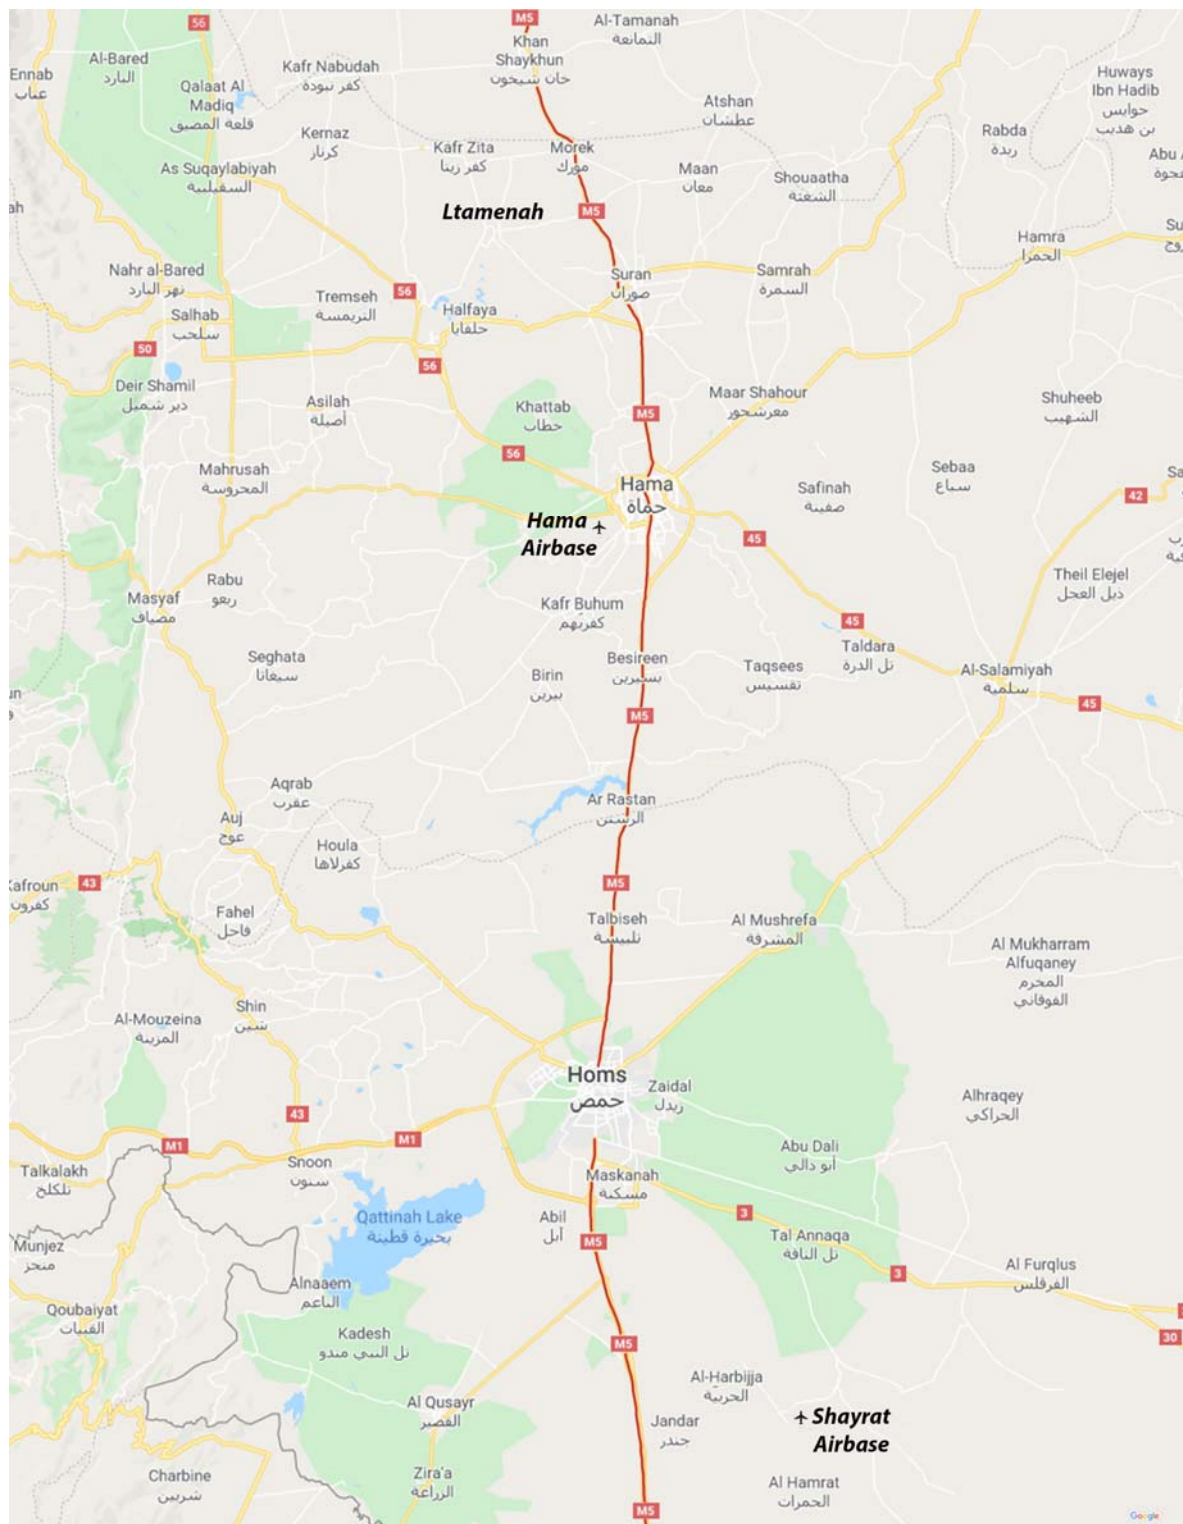 M5
56
Al-Tamanah
التمانعة
Khan
Shaykhun
خان شيخون
Al-Bared
البارد
Kafr Nabudah
كفر نبودة
Ennab
عناب
Qalaat Al
Madiq
قلعة المضيق
Huways
Ibn Hadib
حوايس
بن هديب
Atshan
عطشان
Rabda
ربدة
Kernaz
كرناز
Kafr Zita
كفر زيتا
Morek
مورك
Abu A
As Suqaylabiyah
السقيلبية
Maan
معان
Shouaatha
الشعثة
ah
Ltamenah
M5
Hamra
الحمرا
Su
Nahr al-Bared
نهر البارد
Suran
صوران
Samrah
السمرة
56
Tremseh
التريمسة
Halfaya
حلفايا
Salhab
سلحب
50
56
Deir Shamil
دير شميل
Asilah
أصيلة
Khattab
خطاب
M5
Maar Shahour
معرشحور
Shuheeb
الشهيب
56
Mahrusah
المحروسة
Hama
حماة
Safinah
صفينة
Sebaa
سباع
Sa
42
Hama
Airbase
45
Theil Elejel
ذيل العجل
Rabu
ربعو
Masyaf
مصياف
Kafr Buhum
كفربهم
45
Taldara
تل الدرة
Seghata
سيغاتا
Besireen
بسيرين
Birin
بيرين
Taqsees
تقسيس
Al-Salamiyah
سلمية
un
45
M5
Aqrab
عقرب
Ar Rastan
الرستن
Auj
عوج
Houla
كفرلاها
43
Kafroun
كفرون
M5
Fahel
فاحل
Talbiseh
تلبيسة
Al Mushrefa
المشرفة
Al Mukharram
Alfuqaney
المخرم
الفوقاني
Shin
شين
Al-Mouzeina
المزينة
Homs
حمص
Zaidal
زيدل
Alhraqey
الحراكي
43
M1
M1
Abu Dali
أبو دالي
Snoon
سنون
Talkalakh
تلكلخ
Maskanah
مسكنة
3
Qattinah Lake
بحيرة قطينة
Abil
آبل
M5
Tal Annaqa
تل الناقة
Munjez
منجز
3
Al Furqlus
الفرقلس
Alnaaem
الناعم
Qoubaiyat
القبيات
30
Kadesh
تل النبي مندو
M5
Al-Harbijja
الحربية
Al Qusayr
القصير
Shayrat
Airbase
Jandar
جندر
Charbine
شربين
Zira'a
الزراعة
Al Hamrat
الحمرات
M5
Google